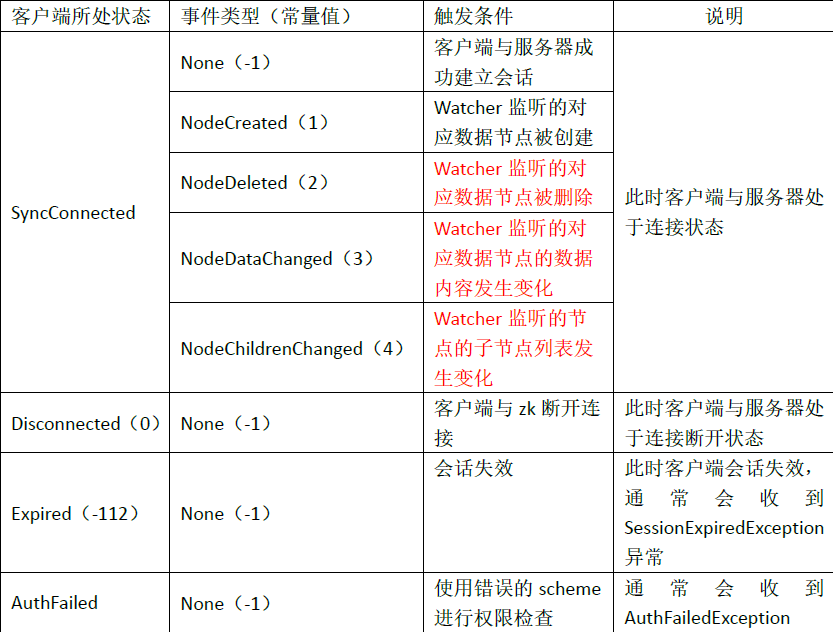 客户端所处状态 事件类型（常量值） 触发条件 说明
SyncConnected
None（-1）
客户端与服务器成
功建立会话
NodeCreated（1）
Watcher 监听的对
应数据节点被创建
NodeDeleted（2）
Watcher 监听的对
应数据节点被删除
NodeDataChanged（3）
Watcher 监听的对
应数据节点的数据
内容发生变化
NodeChildrenChanged（4）
Watcher 监听的节
点的子节点列表发
生变化
此时客户端与服务器处
于连接状态
Disconnected（0）
None（-1）
客户端与 zk 断开连
接
此时客户端与服务器处
于连接断开状态
Expired（-112）
None（-1）
会话失效
此时客户端会话失效，
通常会收到
SessionExpiredException
异常
AuthFailed
None（-1）
使用错误的 scheme
进行权限检查
通常会收到
AuthFailedException